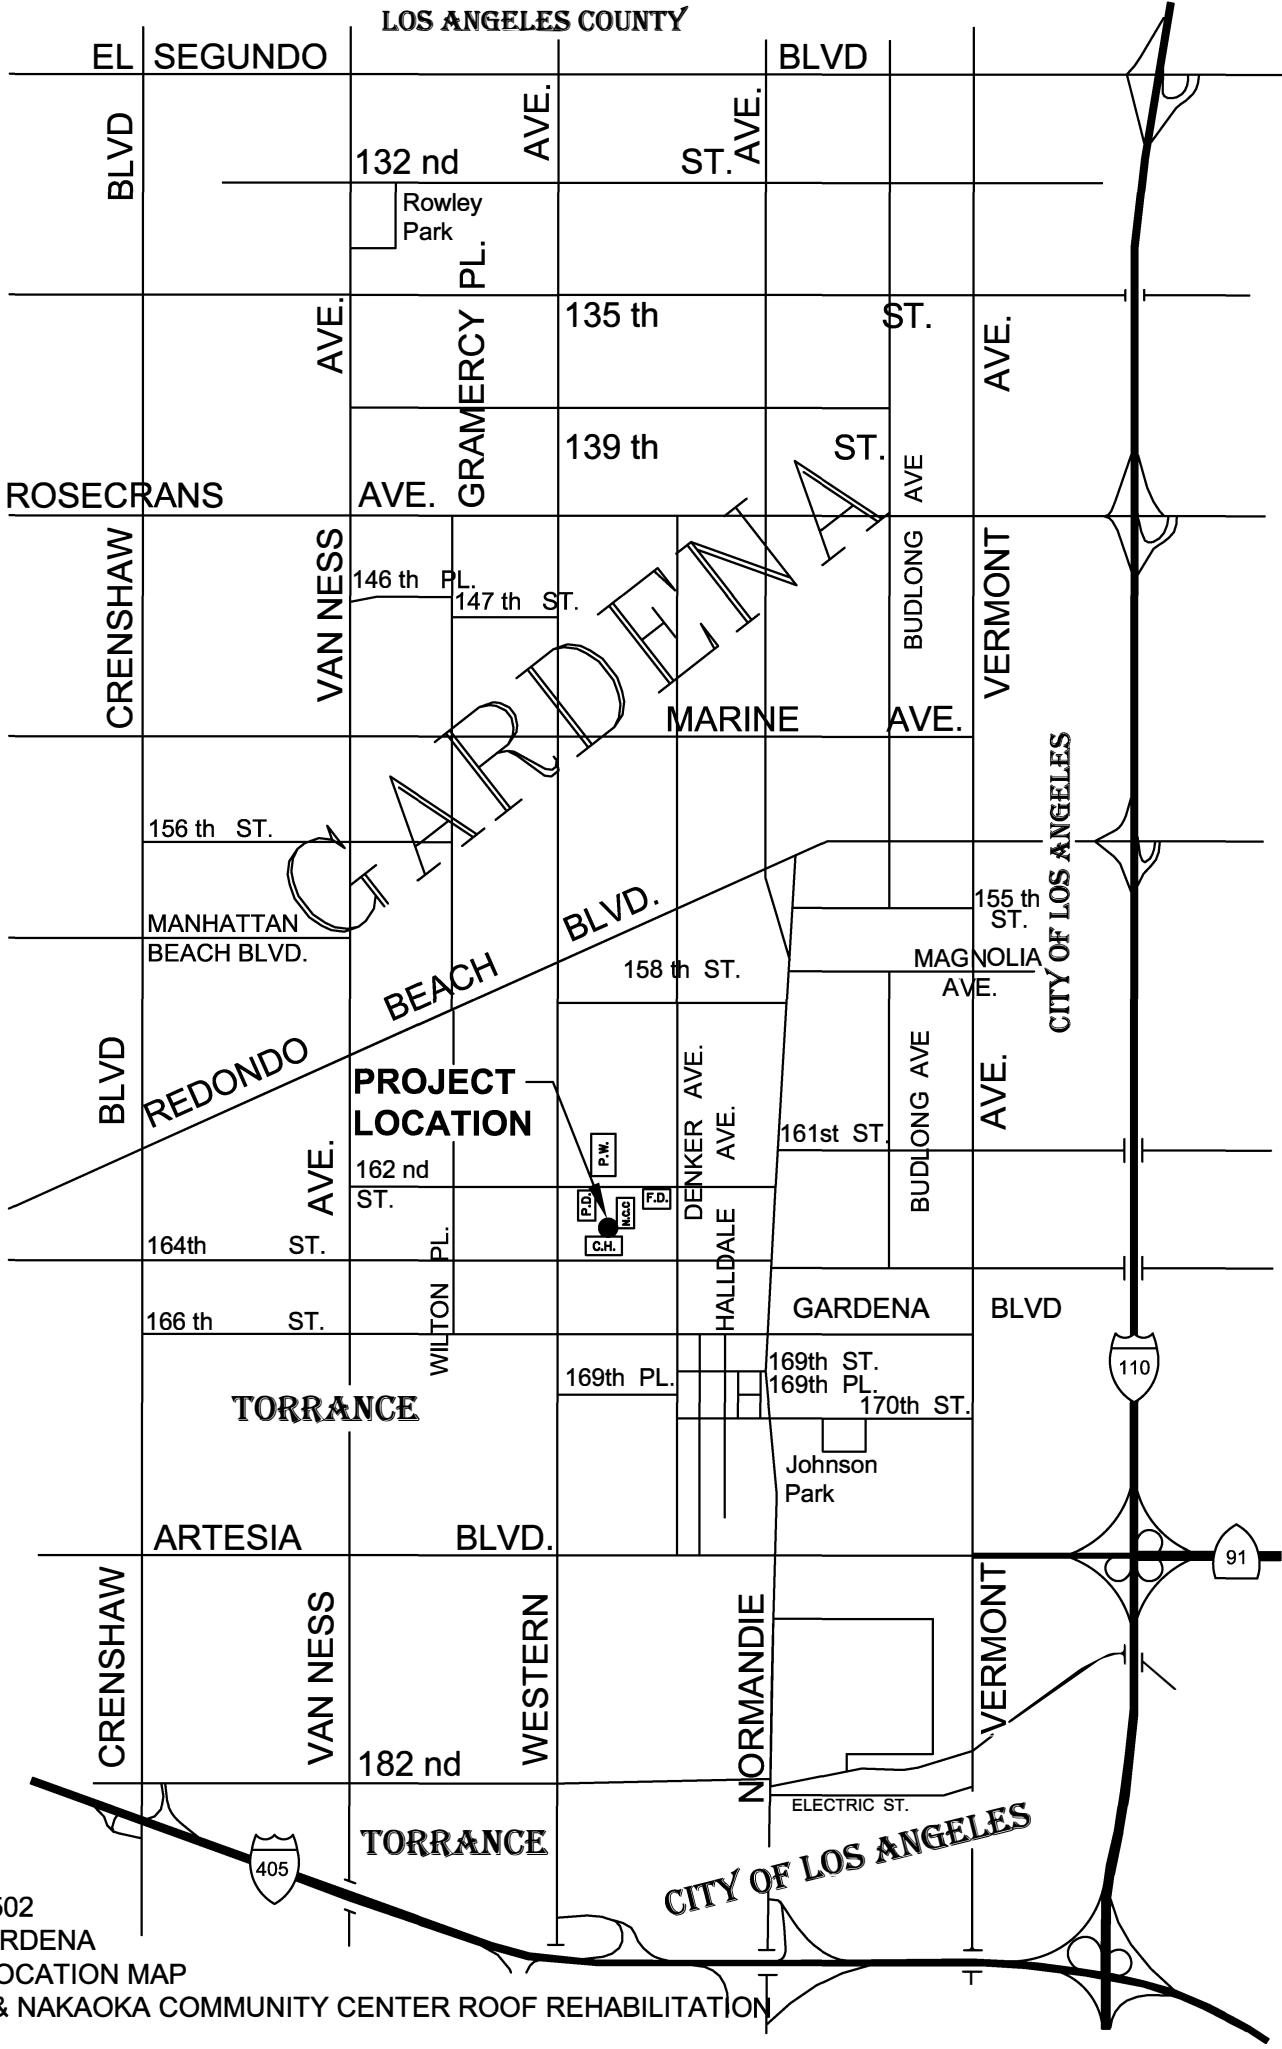 LOS ANGELES COUNTY
EL SEGUNDO BLVD
BLVD
AVE.
AVE.
132 nd ST.
Rowley
Park
GRAMERCY PL.
AVE.
135 th ST.
AVE.
139 th ST.
ROSECRANS AVE.
BUDLONG AVE
CRENSHAW
VAN NESS
146 th PL.
147 th ST.
VERMONT
GARDENA
MARINE AVE.
CITY OF LOS ANGELES
156 th ST.
MANHATTAN
BEACH BLVD.
155 th
ST.
REDONDO BEACH BLVD.
158 th ST.
MAGNOLIA
AVE.
BLVD
PROJECT
LOCATION
DENKER AVE.
HALLDALE AVE.
BUDLONG AVE
AVE.
161st ST.
AVE.
P.W.
162 nd
ST.
P.D.
N.C.C
F.D.
C.H.
164th ST.
WILTON PL.
166 th ST.
GARDENA BLVD
110
169th PL.
169th ST.
169th PL.
170th ST.
TORRANCE
Johnson
Park
ARTESIA BLVD.
91
CRENSHAW
VAN NESS
WESTERN
NORMANDIE
VERMONT
182 nd
ELECTRIC ST.
TORRANCE
CITY OF LOS ANGELES
405
502
RDENA
OCATION MAP
& NAKAOKA COMMUNITY CENTER ROOF REHABILITATION